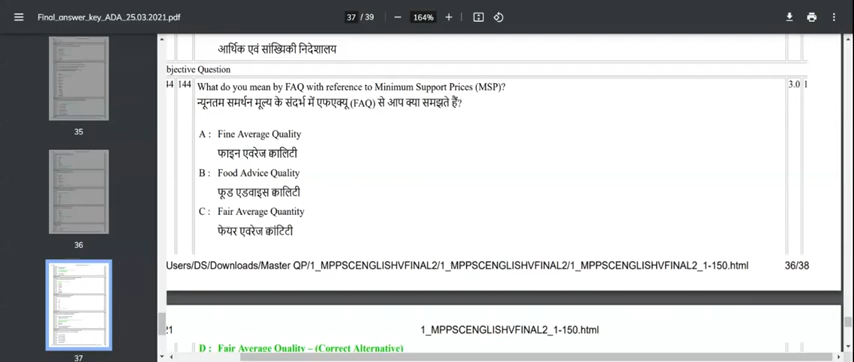 Final_answer_key_ADA_25.03.2021.pdf
37 / 39
164%
आर्थिक एवं सांख्यिकी निदेशालय
bjective Question
44 144 What do you mean by FAQ with reference to Minimum Support Prices (MSP)? 3.0 1
न्यूनतम समर्थन मूल्य के संदर्भ में एफएक्यू (FAQ) से आप क्या समझते हैं?
A : Fine Average Quality
फाइन एवरेज क्वालिटी
B : Food Advice Quality
फूड एडवाइस क्वालिटी
C : Fair Average Quantity
फेयर एवरेज क्वांटिटी
Users/DS/Downloads/Master QP/1_MPPSCENGLISHVFINAL2/1_MPPSCENGLISHVFINAL2/1_MPPSCENGLISHVFINAL2_1-150.html 36/38
21 1_MPPSCENGLISHVFINAL2_1-150.html
D : Fair Average Quality – (Correct Alternative)
35
36
37